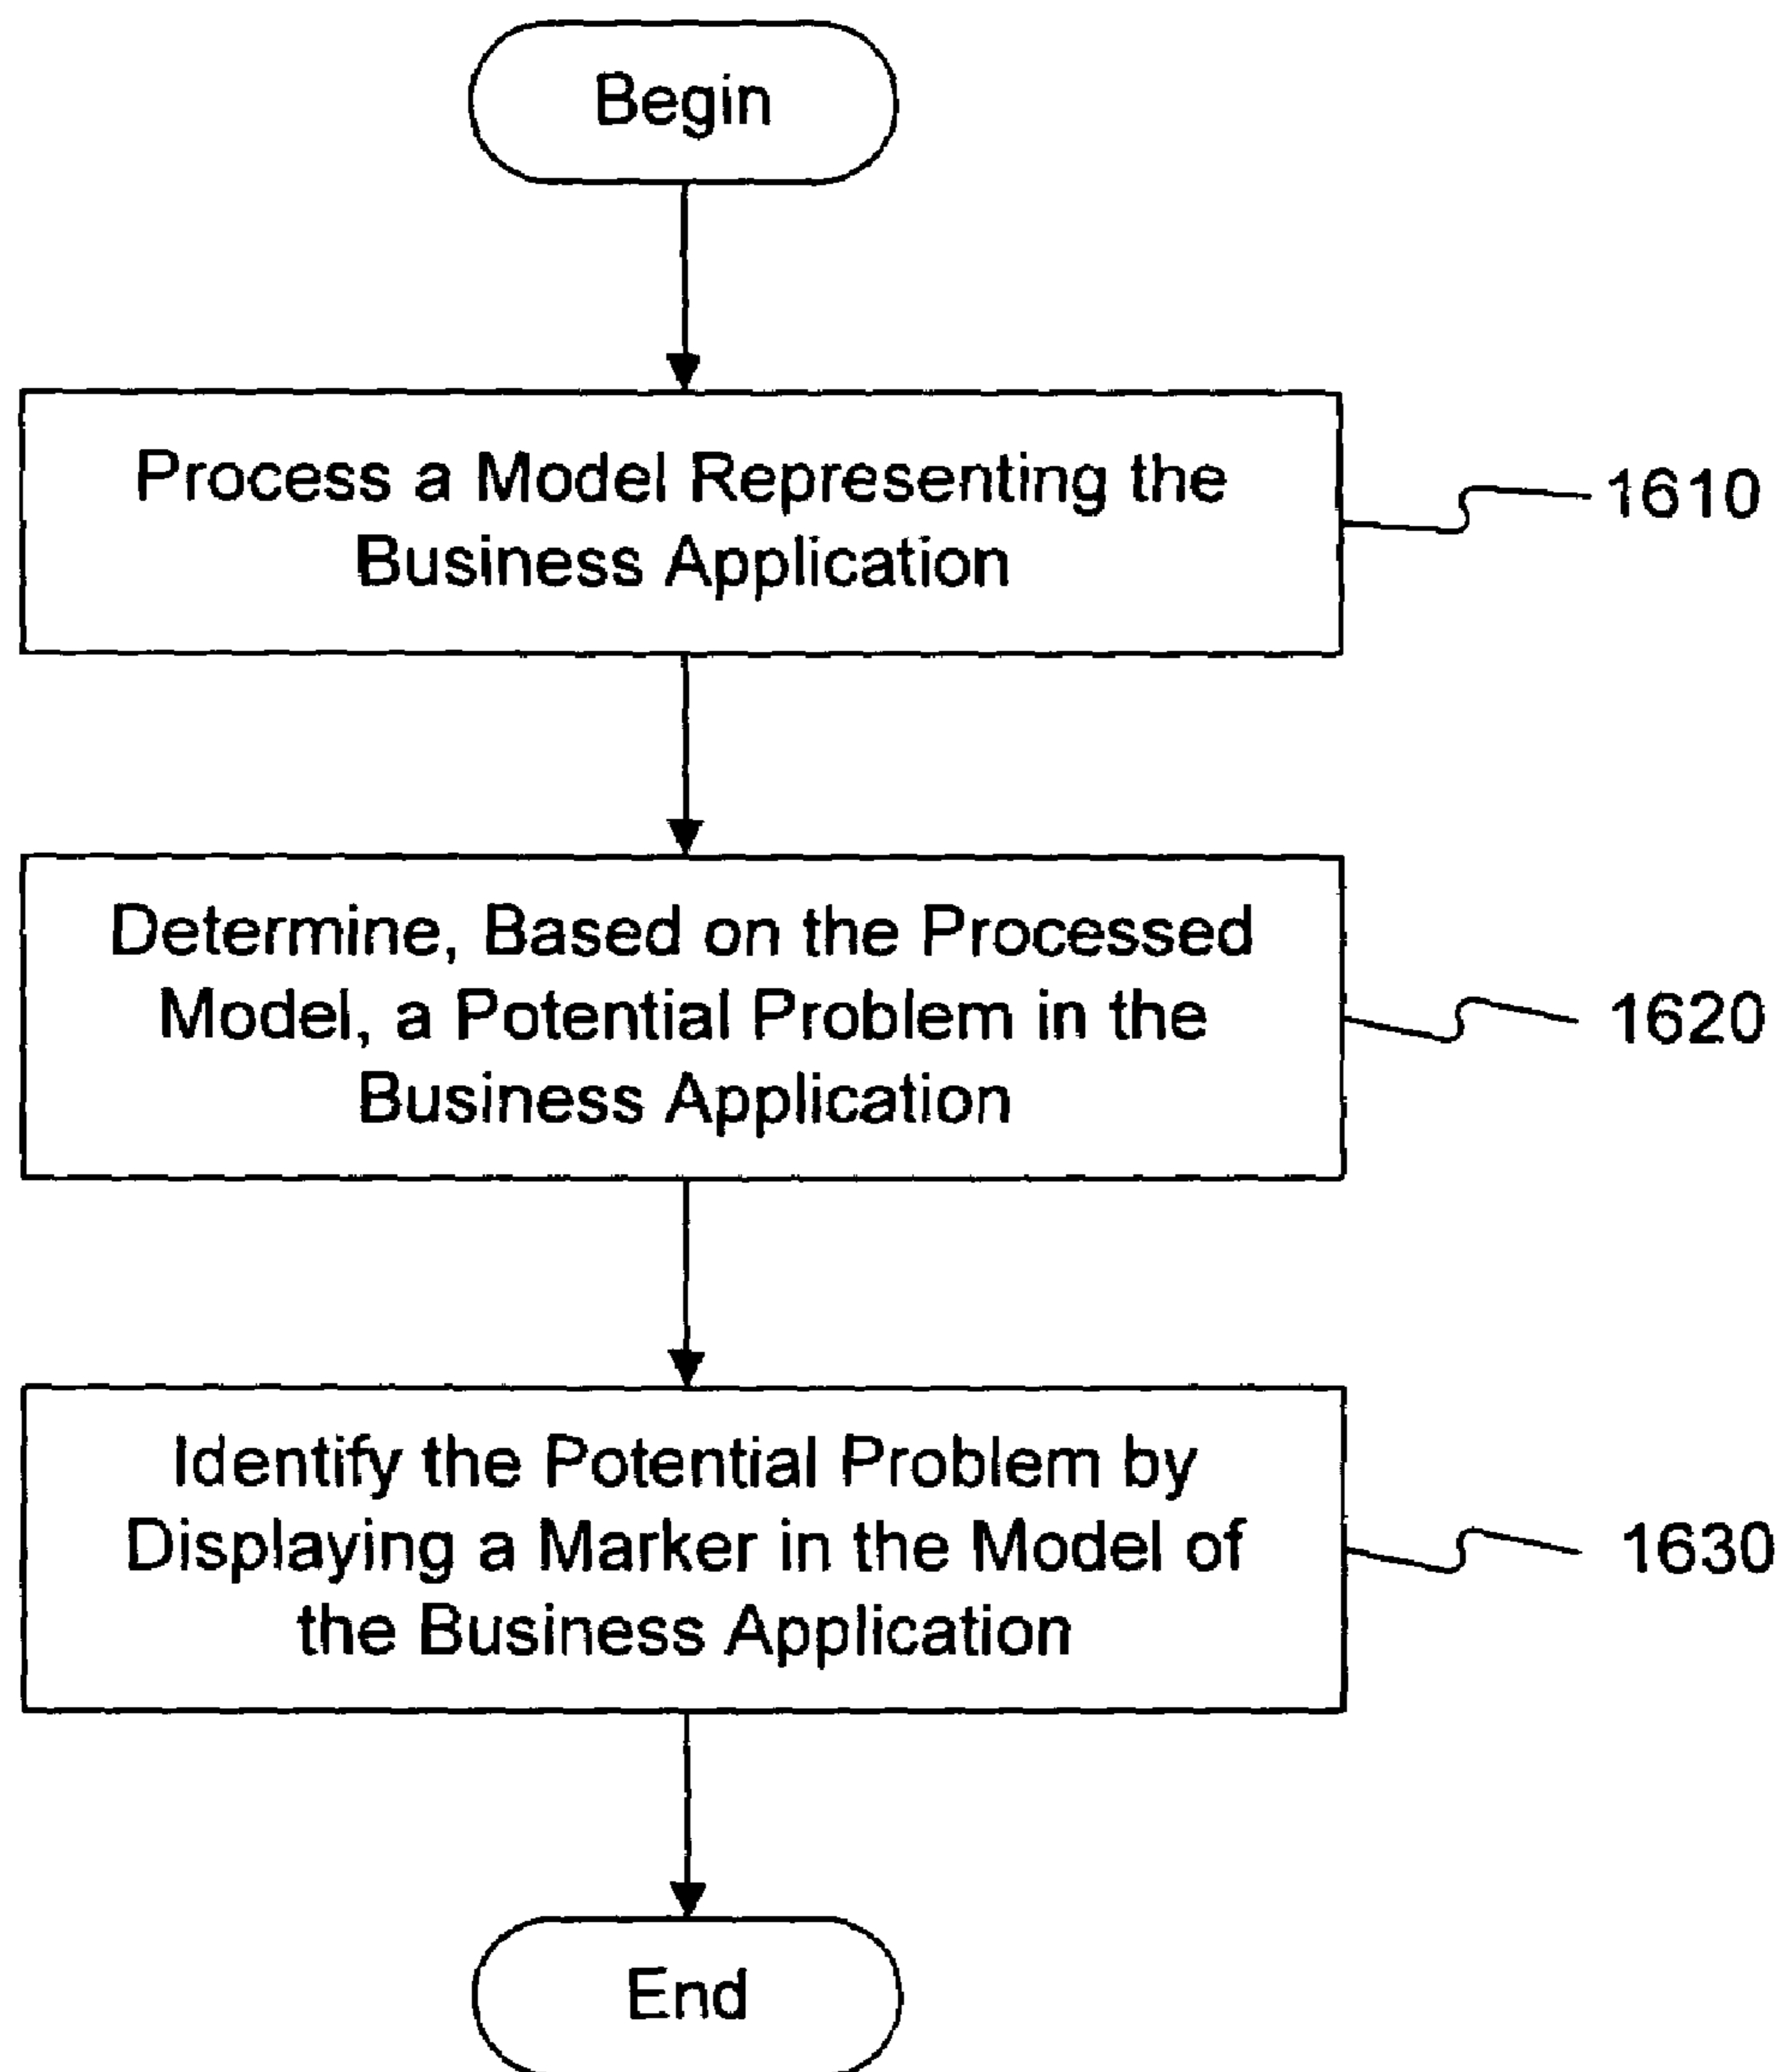 Begin
Process a Model Representing the
Business Application
1610
Determine, Based on the Processed
Model, a Potential Problem in the
Business Application
1620
Identify the Potential Problem by
Displaying a Marker in the Model of
the Business Application
1630
End